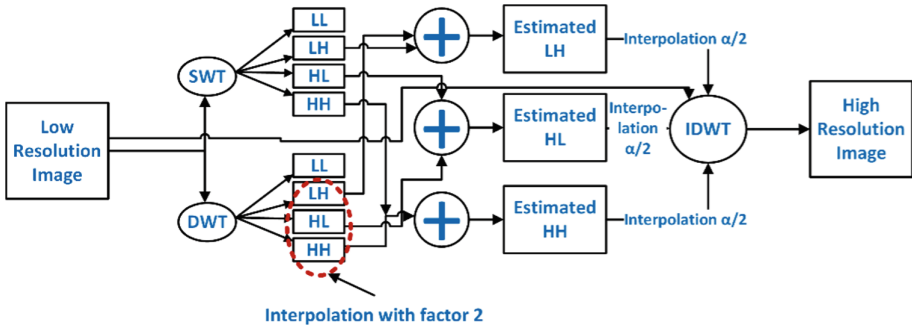 Low
Resolution
Image
SWT
LL
LH
HL
HH
DWT
LL
LH
HL
HH
Interpolation with factor 2
+
+
+
Estimated
LH
Estimated
HL
Estimated
HH
Interpolation α/2
Interpo-
lation
α/2
Interpolation α/2
IDWT
High
Resolution
Image